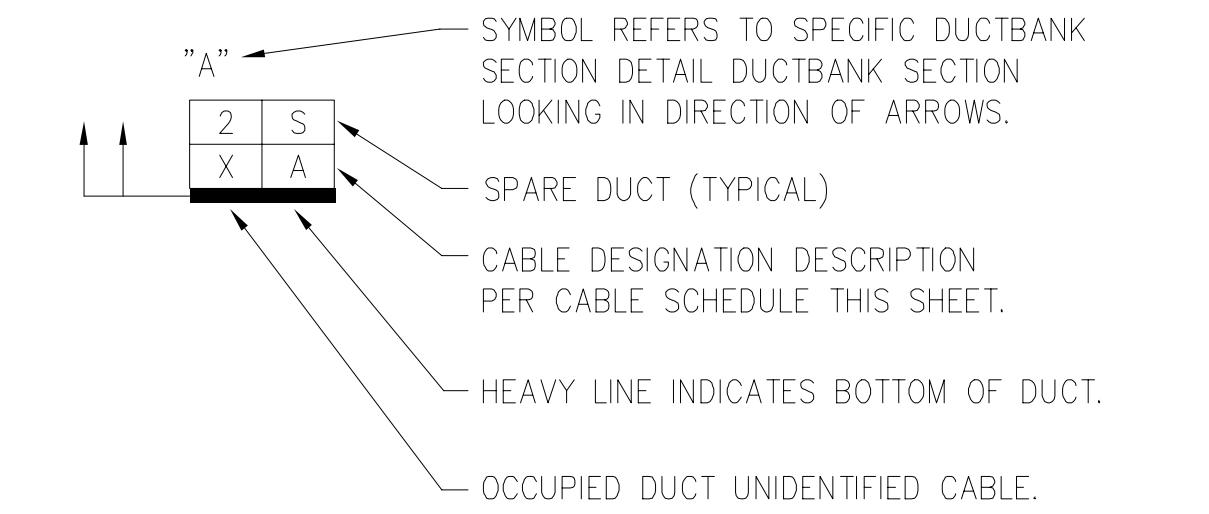 SYMBOL REFERS TO SPECIFIC DUCTBANK
SECTION DETAIL DUCTBANK SECTION
LOOKING IN DIRECTION OF ARROWS.
"A"
2 S
X A
SPARE DUCT (TYPICAL)
CABLE DESIGNATION DESCRIPTION
PER CABLE SCHEDULE THIS SHEET.
HEAVY LINE INDICATES BOTTOM OF DUCT.
OCCUPIED DUCT UNIDENTIFIED CABLE.